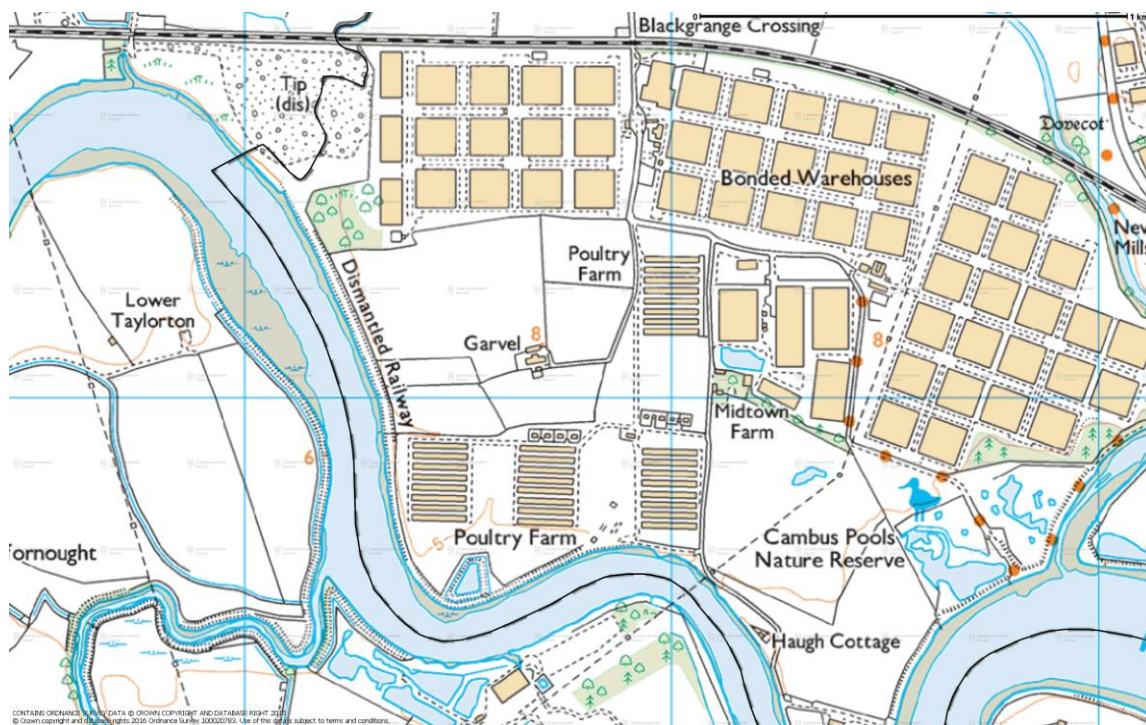 0
1 k
Blackgrange Crossing
Tip
(dis)
Dovecot
Bonded Warehouses
New
Mills
Poultry
Farm
Dismantled Railway
Lower
Taylorton
8
Garvel
8
Midtown
Farm
6
5
Poultry Farm
Cambus Pools
Nature Reserve
ornought
Haugh Cottage
CONTAINS ORDNANCE SURVEY DATA © CROWN COPYRIGHT AND DATABASE RIGHT
© Crown copyright and database rights 2016 Ordnance Survey 100020783. Use of this data is subject to terms and conditions.